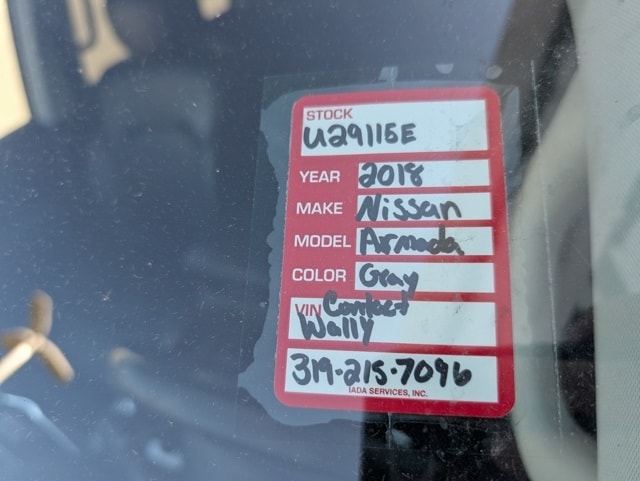 STOCK
U29115E
YEAR 2018
MAKE Nissan
MODEL Armada
COLOR Gray
VIN Contact
Wally
319-215-7096
IADA SERVICES, INC.